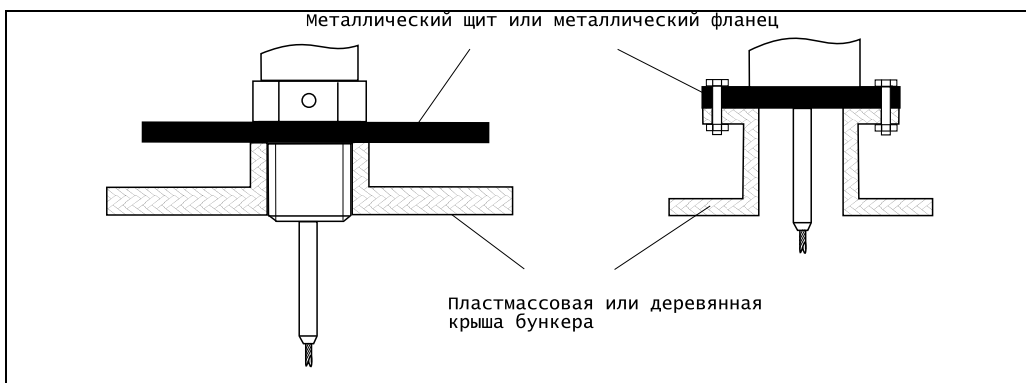 Металлический щит или металлический фланец
Пластмассовая или деревянная
крыша бункера